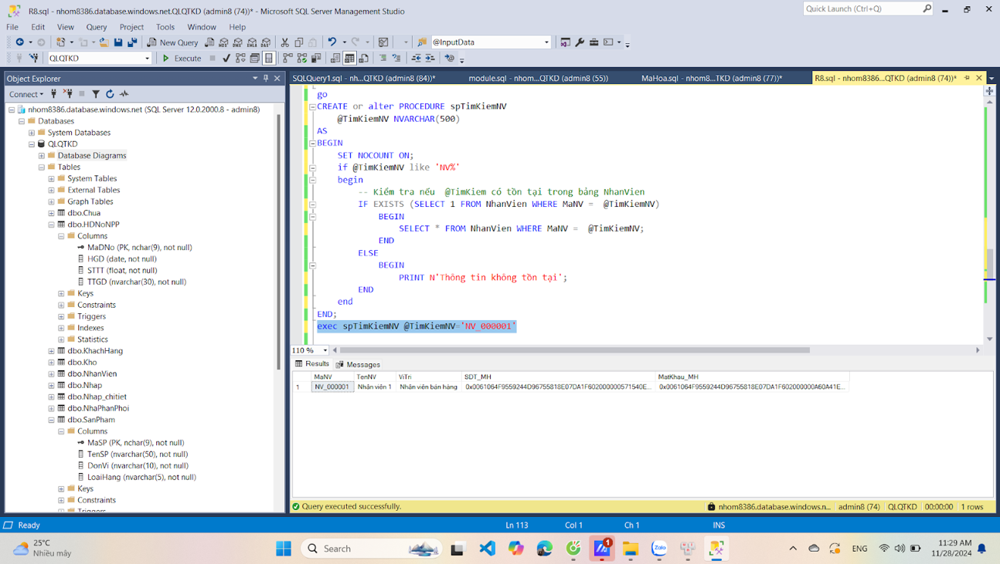 R8.sql - nhom8386.database.windows.net.QLQTKD (admin8 (74))* - Microsoft SQL Server Management Studio
Quick Launch (Ctrl+Q)
File Edit View Query Project Tools Window Help
New Query
@InputData
QLQTKD
Execute
Object Explorer
Connect
nhom8386.database.windows.net (SQL Server 12.0.2000.8 - admin8)
Databases
System Databases
QLQTKD
Database Diagrams
Tables
System Tables
External Tables
Graph Tables
dbo.Chua
dbo.HDNoNPP
Columns
MaDNo (PK, nchar(9), not null)
HGD (date, not null)
STTT (float, not null)
TTGD (nvarchar(30), not null)
Keys
Constraints
Triggers
Indexes
Statistics
dbo.KhachHang
dbo.Kho
dbo.NhanVien
dbo.Nhap
dbo.Nhap_chitiet
dbo.NhaPhanPhoi
dbo.SanPham
Columns
MaSP (PK, nchar(9), not null)
TenSP (nvarchar(50), not null)
DonVi (nvarchar(10), not null)
LoaiHang (nvarchar(5), not null)
Keys
Constraints
Triggers
SQLQuery1.sql - nh...QTKD (admin8 (84))* module.sql - nhom...QTKD (admin8 (55)) MaHoa.sql - nhom8...TKD (admin8 (77))* R8.sql - nhom8386...QTKD (admin8 (74))*
go
CREATE or alter PROCEDURE spTimKiemNV
@TimKiemNV NVARCHAR(500)
AS
BEGIN
SET NOCOUNT ON;
if @TimKiemNV like 'NV%'
begin
-- Kiểm tra nếu @TimKiem có tồn tại trong bảng NhanVien
IF EXISTS (SELECT 1 FROM NhanVien WHERE MaNV = @TimKiemNV)
BEGIN
SELECT * FROM NhanVien WHERE MaNV = @TimKiemNV;
END
ELSE
BEGIN
PRINT N'Thông tin không tồn tại';
END
end
END;
exec spTimKiemNV @TimKiemNV='NV_000001'
110 %
Results Messages
MaNV TenNV ViTri SDT_MH MatKhau_MH
1 NV_000001 Nhân viên 1 Nhân viên bán hàng 0x0061064F9559244D96755818E07DA1F602000000571540E... 0x0061064F9559244D96755818E07DA1F602000000A60A41E...
Query executed successfully.
nhom8386.database.windows.n... admin8 (74) QLQTKD 00:00:00 1 rows
Ready Ln 113 Col 1 Ch 1 INS
25°C
Nhiều mây
Search
1
Zalo
ENG
11:29 AM
11/28/2024